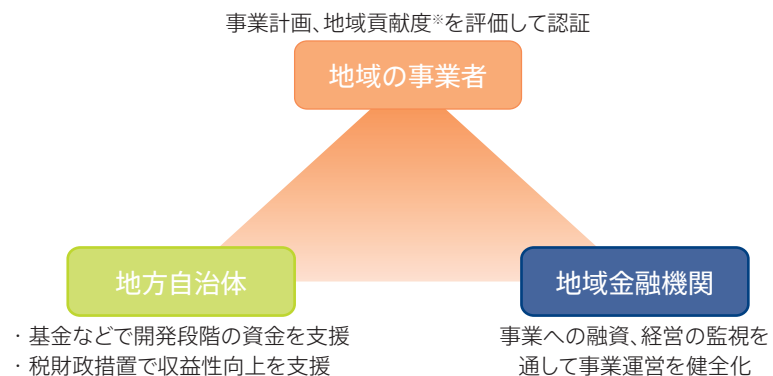 事業計画、地域貢献度※を評価して認証
地域の事業者
地方自治体
・基金などで開発段階の資金を支援
・税財政措置で収益性向上を支援
地域金融機関
事業への融資、経営の監視を
通して事業運営を健全化